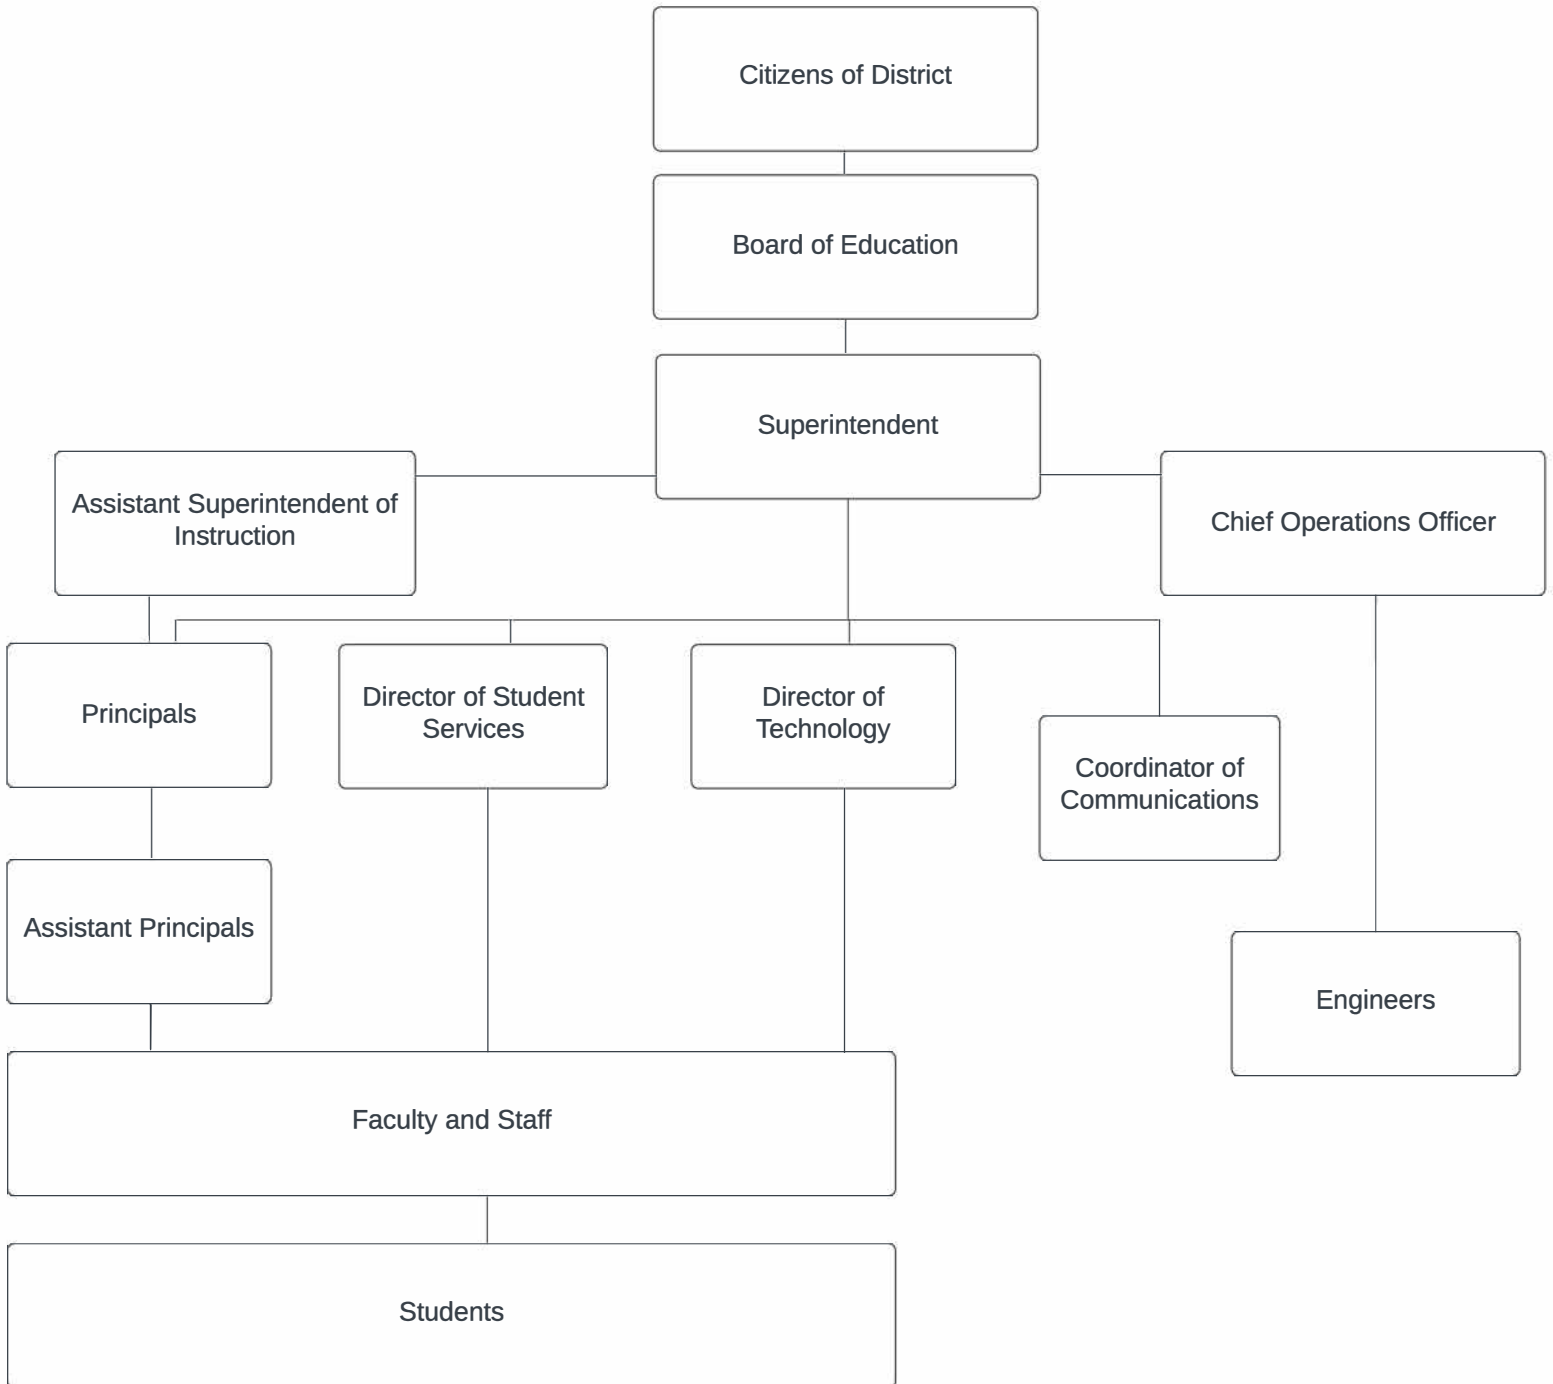 Citizens of District
Board of Education
Superintendent
Assistant Superintendent of
Instruction
Chief Operations Officer
Principals
Director of Student
Services
Director of
Technology
Coordinator of
Communications
Assistant Principals
Engineers
Faculty and Staff
Students